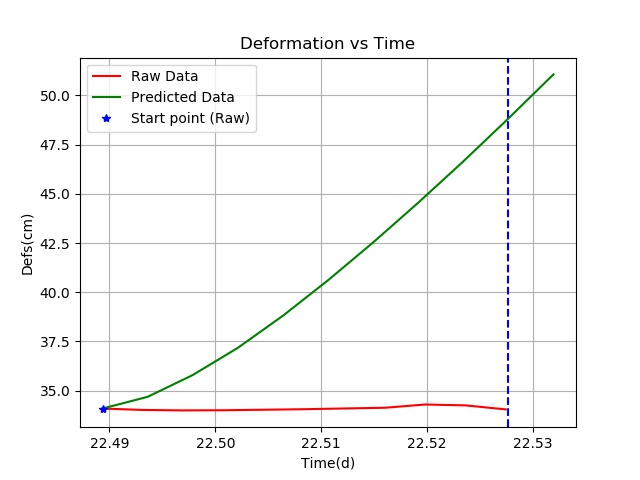 Deformation vs Time
Raw Data
Predicted Data
Start point (Raw)
50.0
47.5
45.0
42.5
40.0
37.5
35.0
Defs(cm)
22.49 22.50 22.51 22.52 22.53
Time(d)